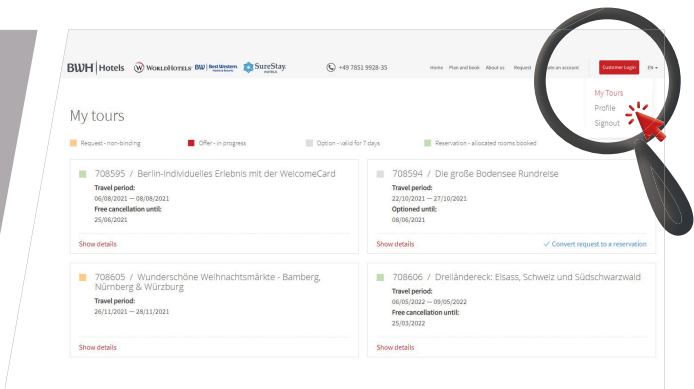 BWH Hotels WORLDHOTELS BW Best Western Hotels & Resorts SureStay HOTELS +49 7851 9928-35 Home Plan and book About us Request an account Customer Login EN
My Tours
Profile
Signout
My tours
Request - non-binding Offer - in progress Option - valid for 7 days Reservation - allocated rooms booked
708595 / Berlin-Individuelles Erlebnis mit der WelcomeCard
Travel period:
06/08/2021 — 08/08/2021
Free cancellation until:
25/06/2021
Show details
708594 / Die große Bodensee Rundreise
Travel period:
22/10/2021 — 27/10/2021
Optioned until:
08/06/2021
Show details ✓ Convert request to a reservation
708605 / Wunderschöne Weihnachtsmärkte - Bamberg,
Nürnberg & Würzburg
Travel period:
26/11/2021 — 28/11/2021
Show details
708606 / Dreiländereck: Elsass, Schweiz und Südschwarzwald
Travel period:
06/05/2022 — 09/05/2022
Free cancellation until:
25/03/2022
Show details